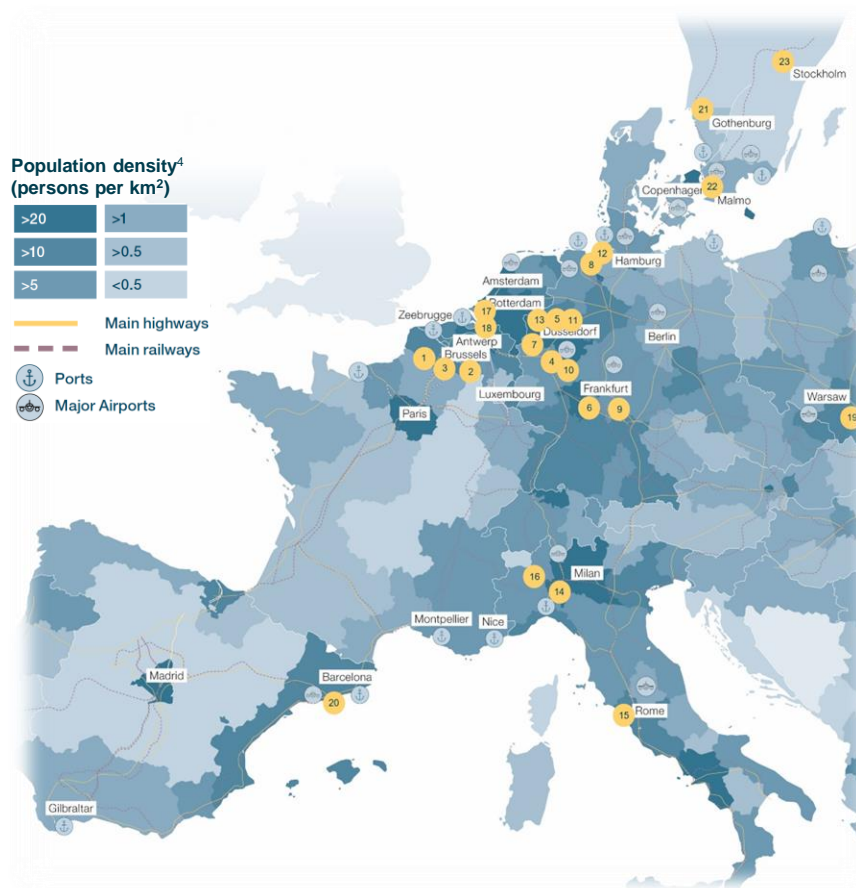 23
Stockholm
21
Gothenburg
Population density4
(persons per km2)
>20 >1
>10 >0.5
>5 <0.5
Main highways
Main railways
Ports
Major Airports
Copenhagen
22
Malmo
12
Hamburg
8
Amsterdam
17
Rotterdam
Zeebrugge
18
13 5 11
Düsseldorf
Berlin
Antwerp
7
Brussels
1
3
2
4
10
Luxembourg
Frankfurt
Warsaw
6
9
19
Paris
16
Milan
14
Montpellier
Nice
Madrid
Barcelona
20
15
Rome
Gilbraltar